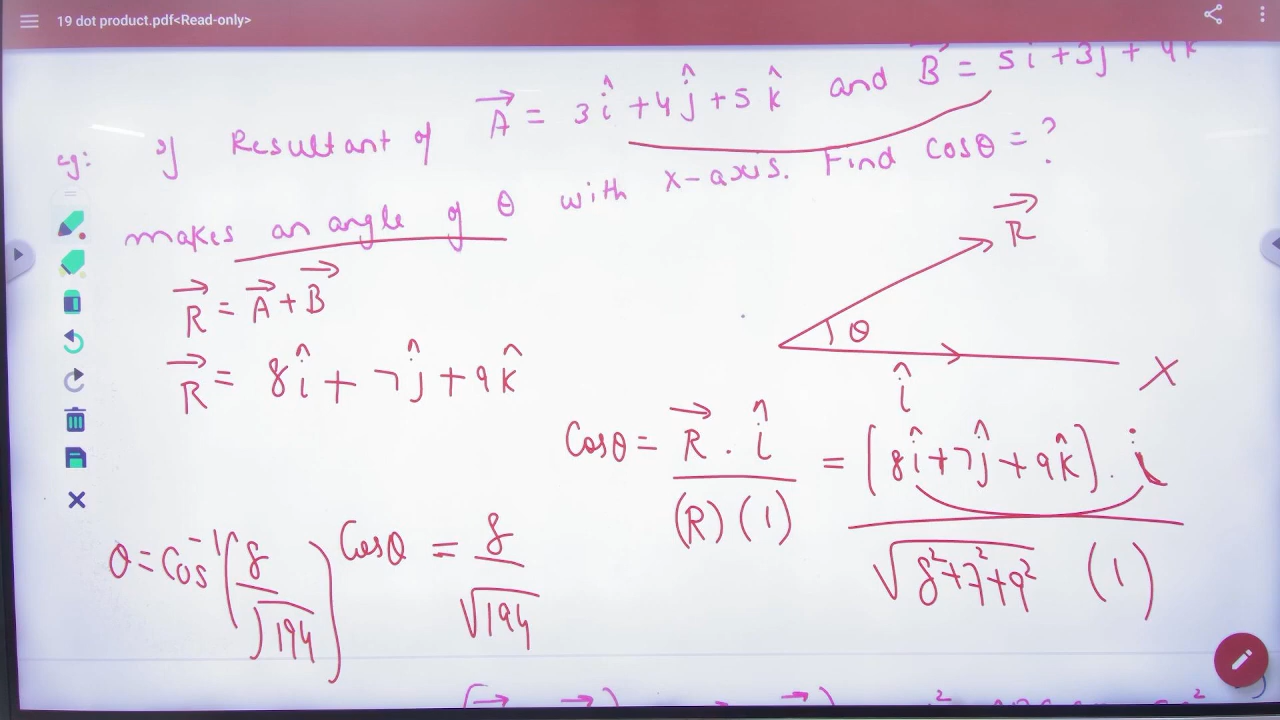 19 dot product.pdf<Read-only>
eg: If Resultant of A⃗ = 3î + 4ĵ + 5k̂ and B⃗ = 5i + 3j + 4k
makes an angle of θ with x-axis. Find cosθ = ?
R⃗
R⃗ = A⃗ + B⃗
θ
X
î
R⃗ = 8î + 7ĵ + 9k̂
Cosθ = R⃗ . î / (R) (1) = (8î + 7ĵ + 9k̂) . i / √8²+7²+9² (1)
θ = Cos⁻¹(8/√194) Cosθ = 8/√194